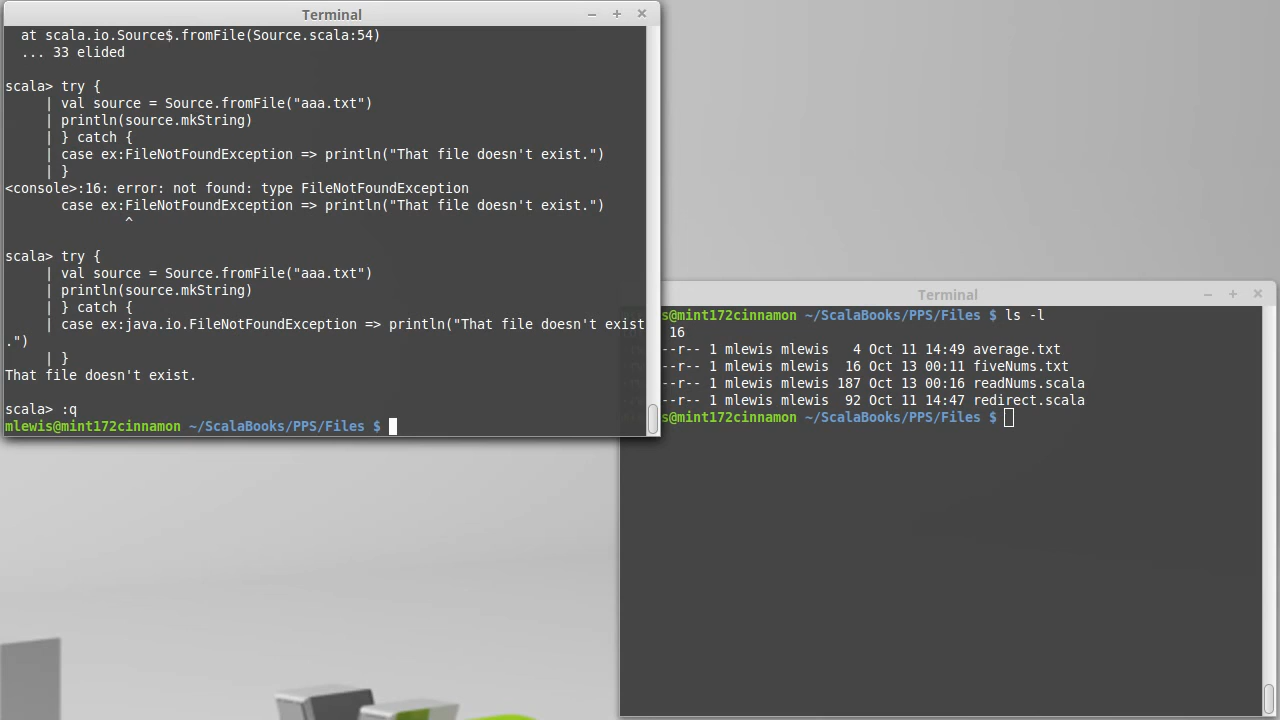 Terminal
  at scala.io.Source$.fromFile(Source.scala:54)
  ... 33 elided
scala> try {
     | val source = Source.fromFile("aaa.txt")
     | println(source.mkString)
     | } catch {
     | case ex:FileNotFoundException => println("That file doesn't exist.")
     | }
<console>:16: error: not found: type FileNotFoundException
       case ex:FileNotFoundException => println("That file doesn't exist.")
               ^
scala> try {
     | val source = Source.fromFile("aaa.txt")
     | println(source.mkString)
     | } catch {
     | case ex:java.io.FileNotFoundException => println("That file doesn't exist
.")
     | }
That file doesn't exist.
scala> :q
mlewis@mint172cinnamon ~/ScalaBooks/PPS/Files $
Terminal
s@mint172cinnamon ~/ScalaBooks/PPS/Files $ ls -l
16
--r-- 1 mlewis mlewis   4 Oct 11 14:49 average.txt
--r-- 1 mlewis mlewis  16 Oct 13 00:11 fiveNums.txt
--r-- 1 mlewis mlewis 187 Oct 13 00:16 readNums.scala
--r-- 1 mlewis mlewis  92 Oct 11 14:47 redirect.scala
s@mint172cinnamon ~/ScalaBooks/PPS/Files $